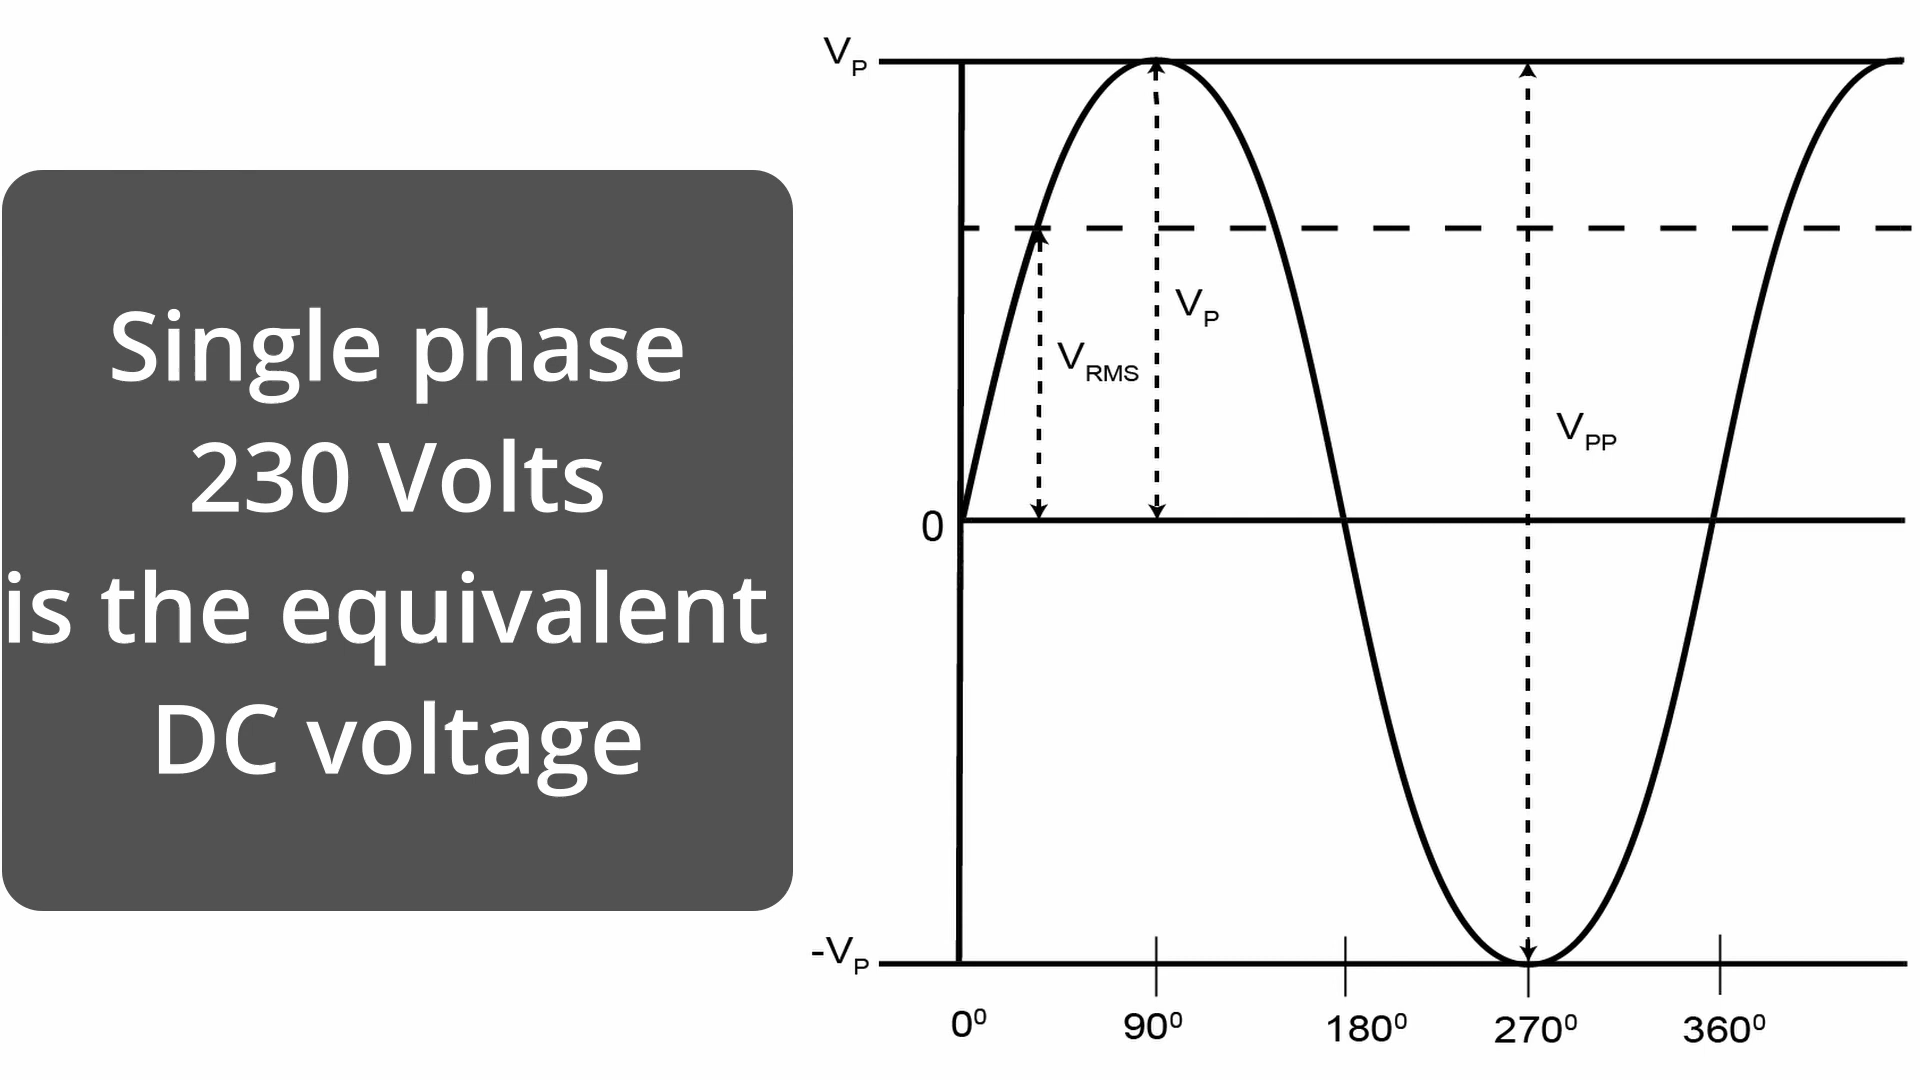 Single phase
230 Volts
is the equivalent
DC voltage
VP
VP
VRMS
VPP
0
-VP
0⁰ 90⁰ 180⁰ 270⁰ 360⁰